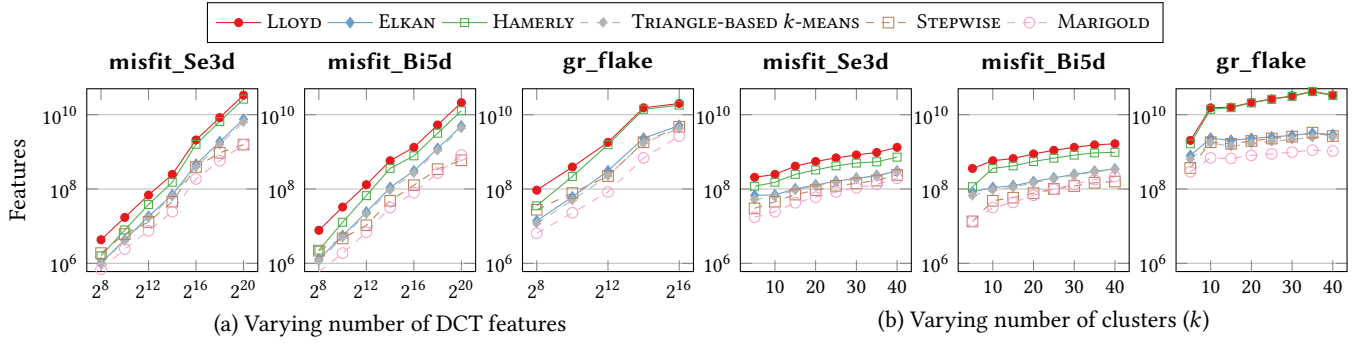 Lloyd Elkan Hamerly Triangle-based k-means Stepwise Marigold
misfit_Se3d misfit_Bi5d gr_flake misfit_Se3d misfit_Bi5d gr_flake
Features
10^10 10^10 10^10 10^10 10^10 10^10
10^8 10^8 10^8 10^8 10^8 10^8
10^6 10^6 10^6 10^6 10^6 10^6
2^8 2^12 2^16 2^20 2^8 2^12 2^16 2^20 2^8 2^12 2^16 10 20 30 40 10 20 30 40 10 20 30 40
(a) Varying number of DCT features (b) Varying number of clusters (k)